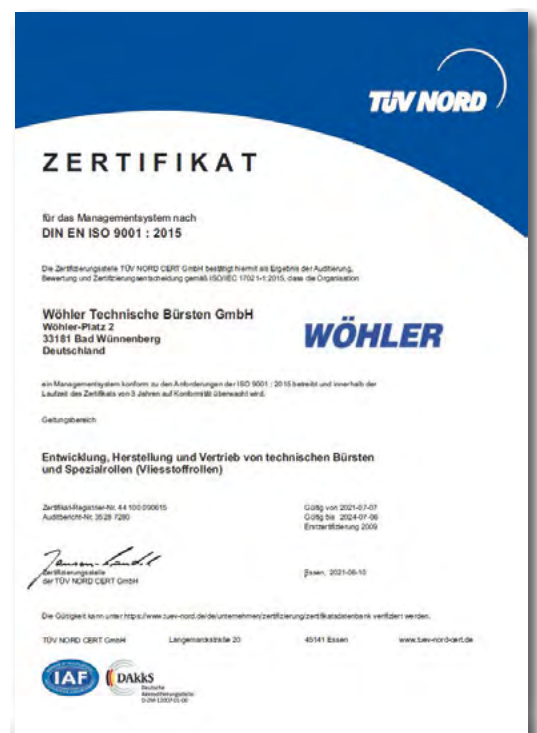 TÜV NORD
ZERTIFIKAT
für das Managementsystem nach
DIN EN ISO 9001 : 2015
Die Zertifizierungsstelle TÜV NORD CERT GmbH bestätigt hiermit als Ergebnis der Auditierung,
Bewertung und Zertifizierungsentscheidung gemäß ISO/IEC 17021-1:2015, dass die Organisation
Wöhler Technische Bürsten GmbH
Wöhler-Platz 2
33181 Bad Wünnenberg
Deutschland
WÖHLER
ein Managementsystem konform zu den Anforderungen der ISO 9001 : 2015 betreibt und innerhalb der
Laufzeit des Zertifikats von 3 Jahren auf Konformität überwacht wird.
Geltungsbereich
Entwicklung, Herstellung und Vertrieb von technischen Bürsten
und Spezialrollen (Vliesstoffrollen)
Zertifikat-Registrier-Nr. 44 100 090615
Auditbericht-Nr. 3528 7280
Gültig von 2021-07-07
Gültig bis 2024-07-06
Erstzertifizierung 2009
Zertifizierungsstelle
der TÜV NORD CERT GmbH
Essen, 2021-06-10
Die Gültigkeit kann unter https://www.tuev-nord.de/de/unternehmen/zertifizierung/zertifikatsdatenbank verifiziert werden.
TÜV NORD CERT GmbH Langemarckstraße 20 45141 Essen www.tuev-nord-cert.de
IAF
DAkkS
Deutsche
Akkreditierungsstelle
D-ZM-12007-01-00